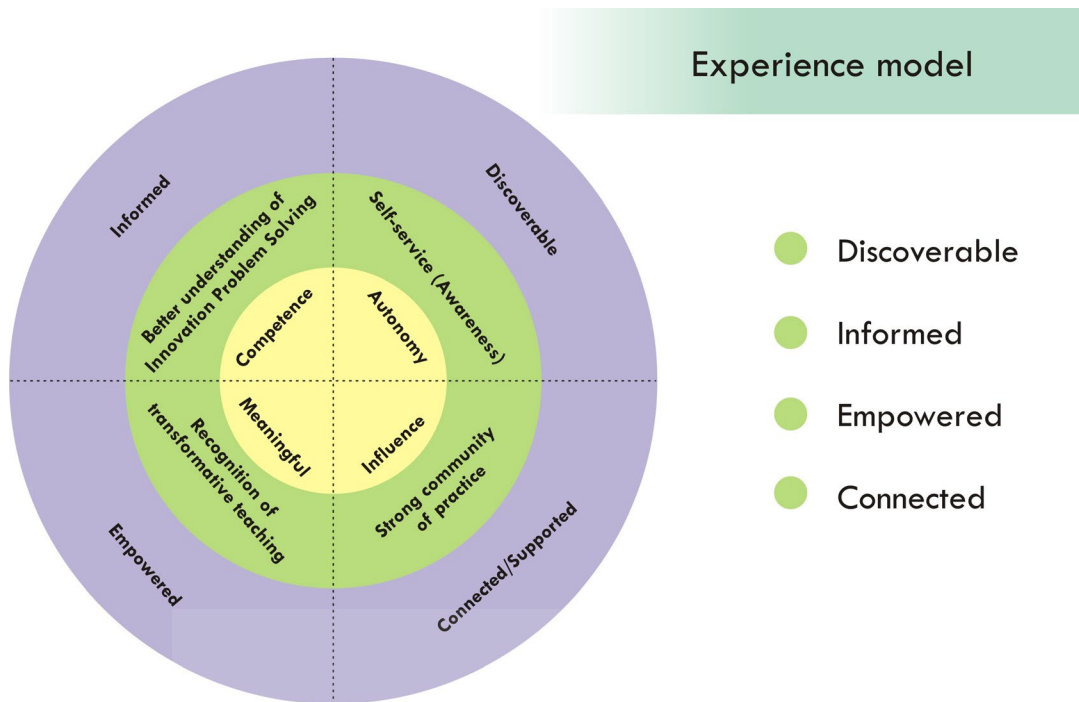 Experience model
Informed
Discoverable
Better understanding of
Innovation Problem Solving
Self-service (Awareness)
Competence
Autonomy
Meaningful
Influence
Recognition of
transformative teaching
Strong community
of practice
Empowered
Connected/Supported
Discoverable
Informed
Empowered
Connected